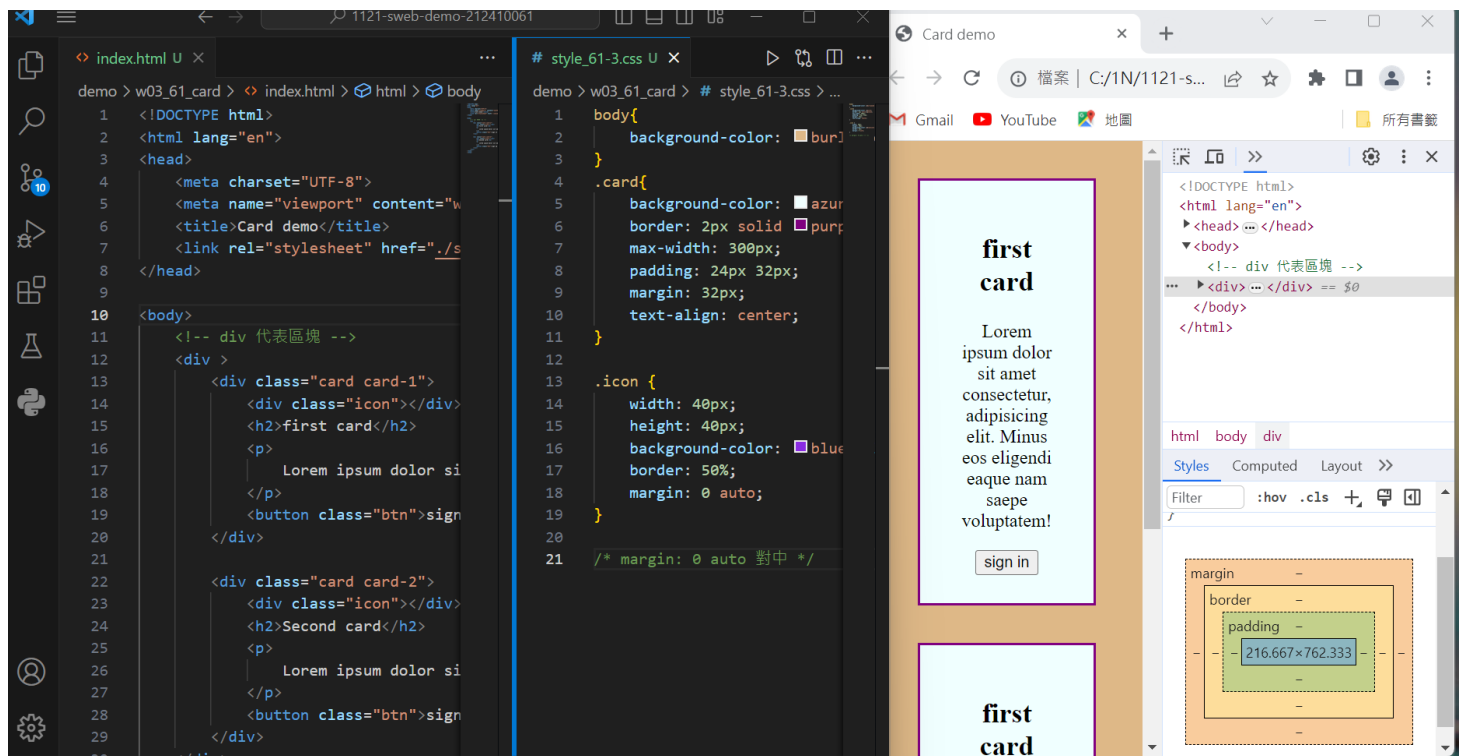 1121-sweb-demo-212410061
index.html U
demo > w03_61_card > index.html > html > body
1 <!DOCTYPE html>
2 <html lang="en">
3 <head>
4 <meta charset="UTF-8">
5 <meta name="viewport" content="w
6 <title>Card demo</title>
7 <link rel="stylesheet" href="./s
8 </head>
9
10 <body>
11 <!-- div 代表區塊 -->
12 <div >
13 <div class="card card-1">
14 <div class="icon"></div>
15 <h2>first card</h2>
16 <p>
17 Lorem ipsum dolor si
18 </p>
19 <button class="btn">sign
20 </div>
21
22 <div class="card card-2">
23 <div class="icon"></div>
24 <h2>Second card</h2>
25 <p>
26 Lorem ipsum dolor si
27 </p>
28 <button class="btn">sign
29 </div>
10
# style_61-3.css U
demo > w03_61_card > # style_61-3.css > ...
1 body{
2 background-color: burl
3 }
4 .card{
5 background-color: azur
6 border: 2px solid purp
7 max-width: 300px;
8 padding: 24px 32px;
9 margin: 32px;
10 text-align: center;
11 }
12
13 .icon {
14 width: 40px;
15 height: 40px;
16 background-color: blue
17 border: 50%;
18 margin: 0 auto;
19 }
20
21 /* margin: 0 auto 對中 */
Card demo
檔案 | C:/1N/1121-s...
Gmail YouTube 地圖 所有書籤
first
card
Lorem
ipsum dolor
sit amet
consectetur,
adipisicing
elit. Minus
eos eligendi
eaque nam
saepe
voluptatem!
sign in
first
card
<!DOCTYPE html>
<html lang="en">
<head> ... </head>
<body>
<!-- div 代表區塊 -->
... <div> ... </div> == $0
</body>
</html>
html body div
Styles Computed Layout
Filter :hov .cls
}
margin –
border –
padding –
– – – 216.667×762.333 – – –
–
–
–